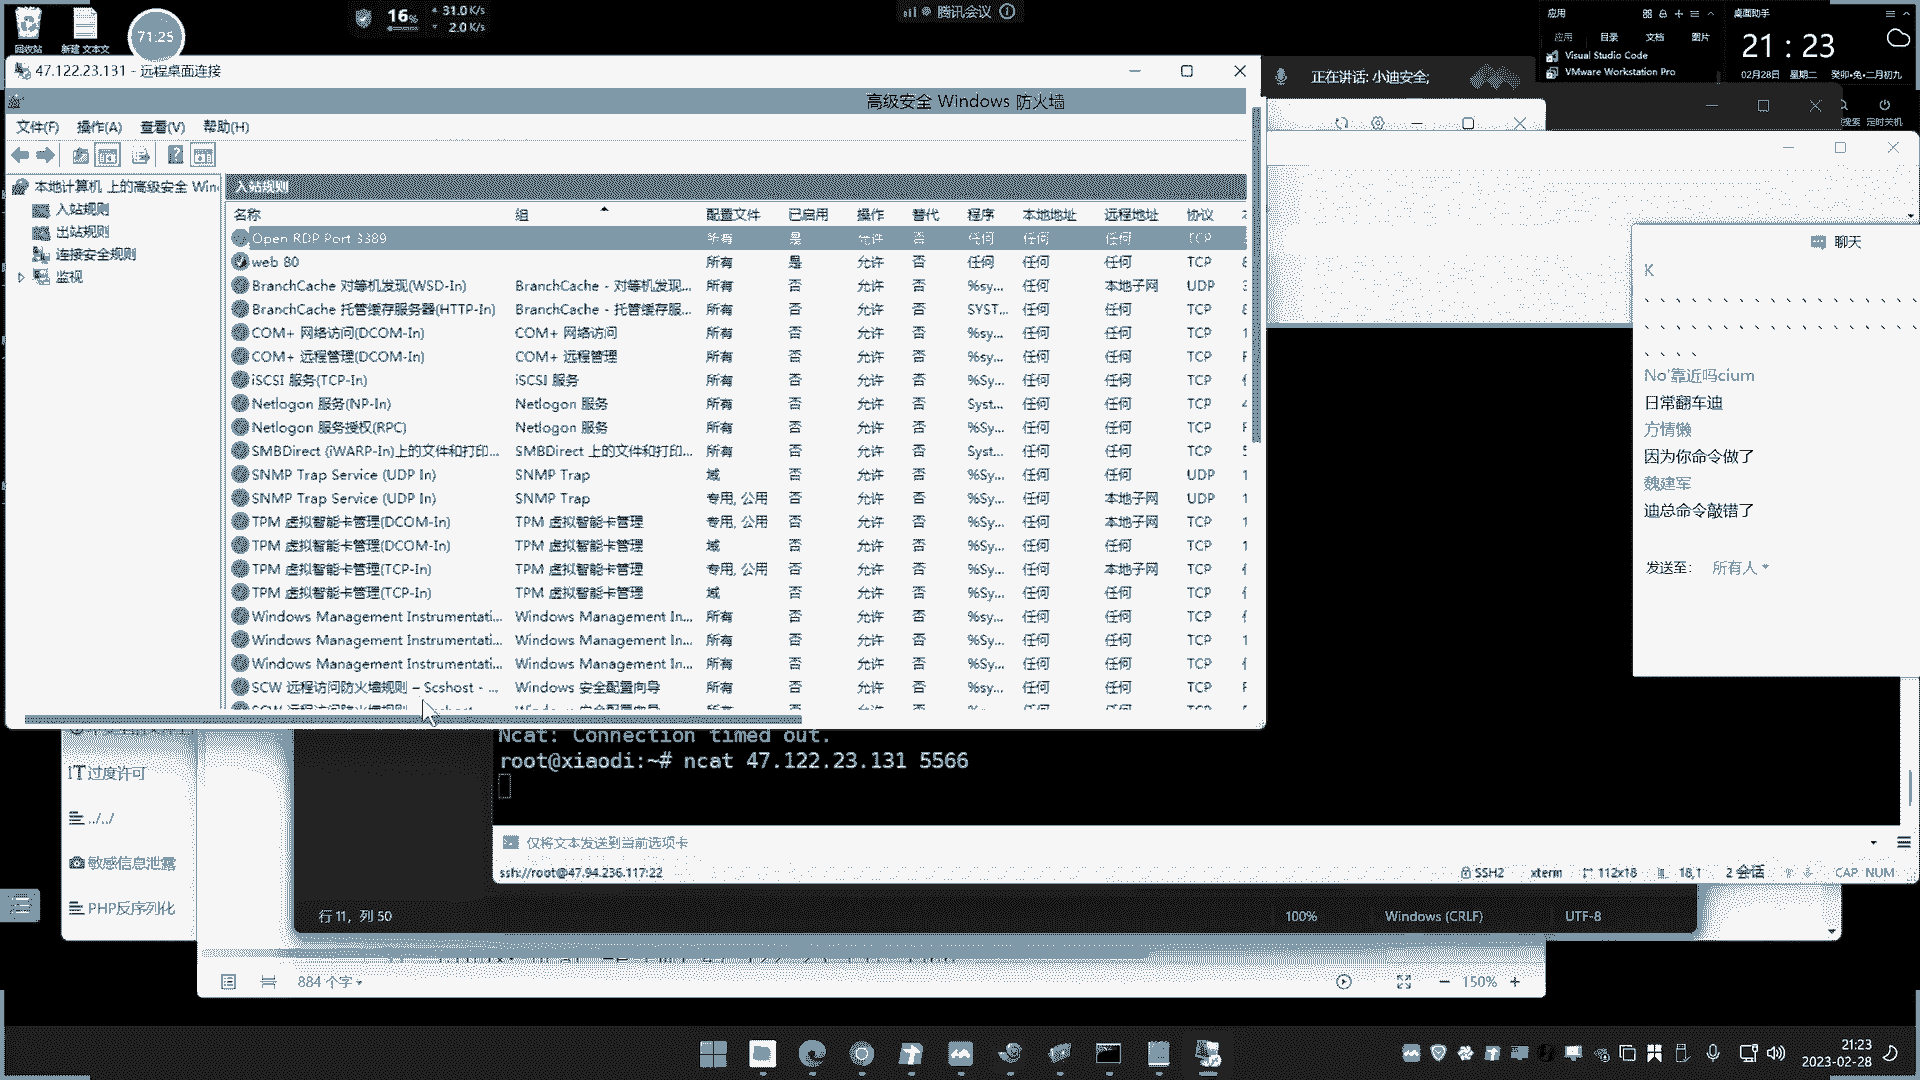 回收站
新建 文本文
71:25
16%
31.0 K/s
2.0 K/s
腾讯会议
应用
应用 目录 文档 图片
Visual Studio Code
VMware Workstation Pro
桌面助手
21 : 23
02月28日 星期二 癸卯•兔•二月初九
搜索 定时关机
47.122.23.131 - 远程桌面连接
正在讲话: 小迪安全;
高级安全 Windows 防火墙
文件(F) 操作(A) 查看(V) 帮助(H)
本地计算机 上的高级安全 Win
入站规则
出站规则
连接安全规则
监视
入站规则
名称 组 配置文件 已启用 操作 替代 程序 本地地址 远程地址 协议
Open RDP Port 3389 所有 是 允许 否 任何 任何 任何 TCP
web 80 所有 是 允许 否 任何 任何 任何 TCP
BranchCache 对等机发现(WSD-In) BranchCache - 对等机发现... 所有 否 允许 否 %sy... 任何 本地子网 UDP
BranchCache 托管缓存服务器(HTTP-In) BranchCache - 托管缓存服... 所有 否 允许 否 SYST... 任何 任何 TCP
COM+ 网络访问(DCOM-In) COM+ 网络访问 所有 否 允许 否 %sy... 任何 任何 TCP
COM+ 远程管理(DCOM-In) COM+ 远程管理 所有 否 允许 否 %sy... 任何 任何 TCP
iSCSI 服务(TCP-In) iSCSI 服务 所有 否 允许 否 %Sy... 任何 任何 TCP
Netlogon 服务(NP-In) Netlogon 服务 所有 否 允许 否 Syst... 任何 任何 TCP
Netlogon 服务授权(RPC) Netlogon 服务 所有 否 允许 否 %Sy... 任何 任何 TCP
SMBDirect (iWARP-In)上的文件和打印... SMBDirect 上的文件和打印... 所有 否 允许 否 Syst... 任何 任何 TCP
SNMP Trap Service (UDP In) SNMP Trap 域 否 允许 否 %Sy... 任何 任何 UDP
SNMP Trap Service (UDP In) SNMP Trap 专用, 公用 否 允许 否 %Sy... 任何 本地子网 UDP
TPM 虚拟智能卡管理(DCOM-In) TPM 虚拟智能卡管理 专用, 公用 否 允许 否 %Sy... 任何 本地子网 TCP
TPM 虚拟智能卡管理(DCOM-In) TPM 虚拟智能卡管理 域 否 允许 否 %Sy... 任何 任何 TCP
TPM 虚拟智能卡管理(TCP-In) TPM 虚拟智能卡管理 专用, 公用 否 允许 否 %Sy... 任何 本地子网 TCP
TPM 虚拟智能卡管理(TCP-In) TPM 虚拟智能卡管理 域 否 允许 否 %Sy... 任何 任何 TCP
Windows Management Instrumentati... Windows Management In... 所有 否 允许 否 %sy... 任何 任何 TCP
Windows Management Instrumentati... Windows Management In... 所有 否 允许 否 %Sy... 任何 任何 TCP
Windows Management Instrumentati... Windows Management In... 所有 否 允许 否 %sy... 任何 任何 TCP
SCW 远程访问防火墙规则 – Scshost - ... Windows 安全配置向导 所有 否 允许 否 %sy... 任何 任何 TCP
聊天
K
、、、、、、、、、、、、、、、、、、
、、、、、、、、、、、、、、、、、、
、、、、
No'靠近吗cium
日常翻车迪
方情懒
因为你命令做了
魏建军
迪总命令敲错了
发送至: 所有人
Ncat: Connection timed out.
root@xiaodi:~# ncat 47.122.23.131 5566
仅将文本发送到当前选项卡
ssh://root@47.94.236.117:22 SSH2 xterm 112x18 18,1 2 会话 CAP NUM
过度许可
../../
敏感信息泄露
PHP反序列化
行 11，列 50 100% Windows (CRLF) UTF-8
884 个字 150%
21:23
2023-02-28